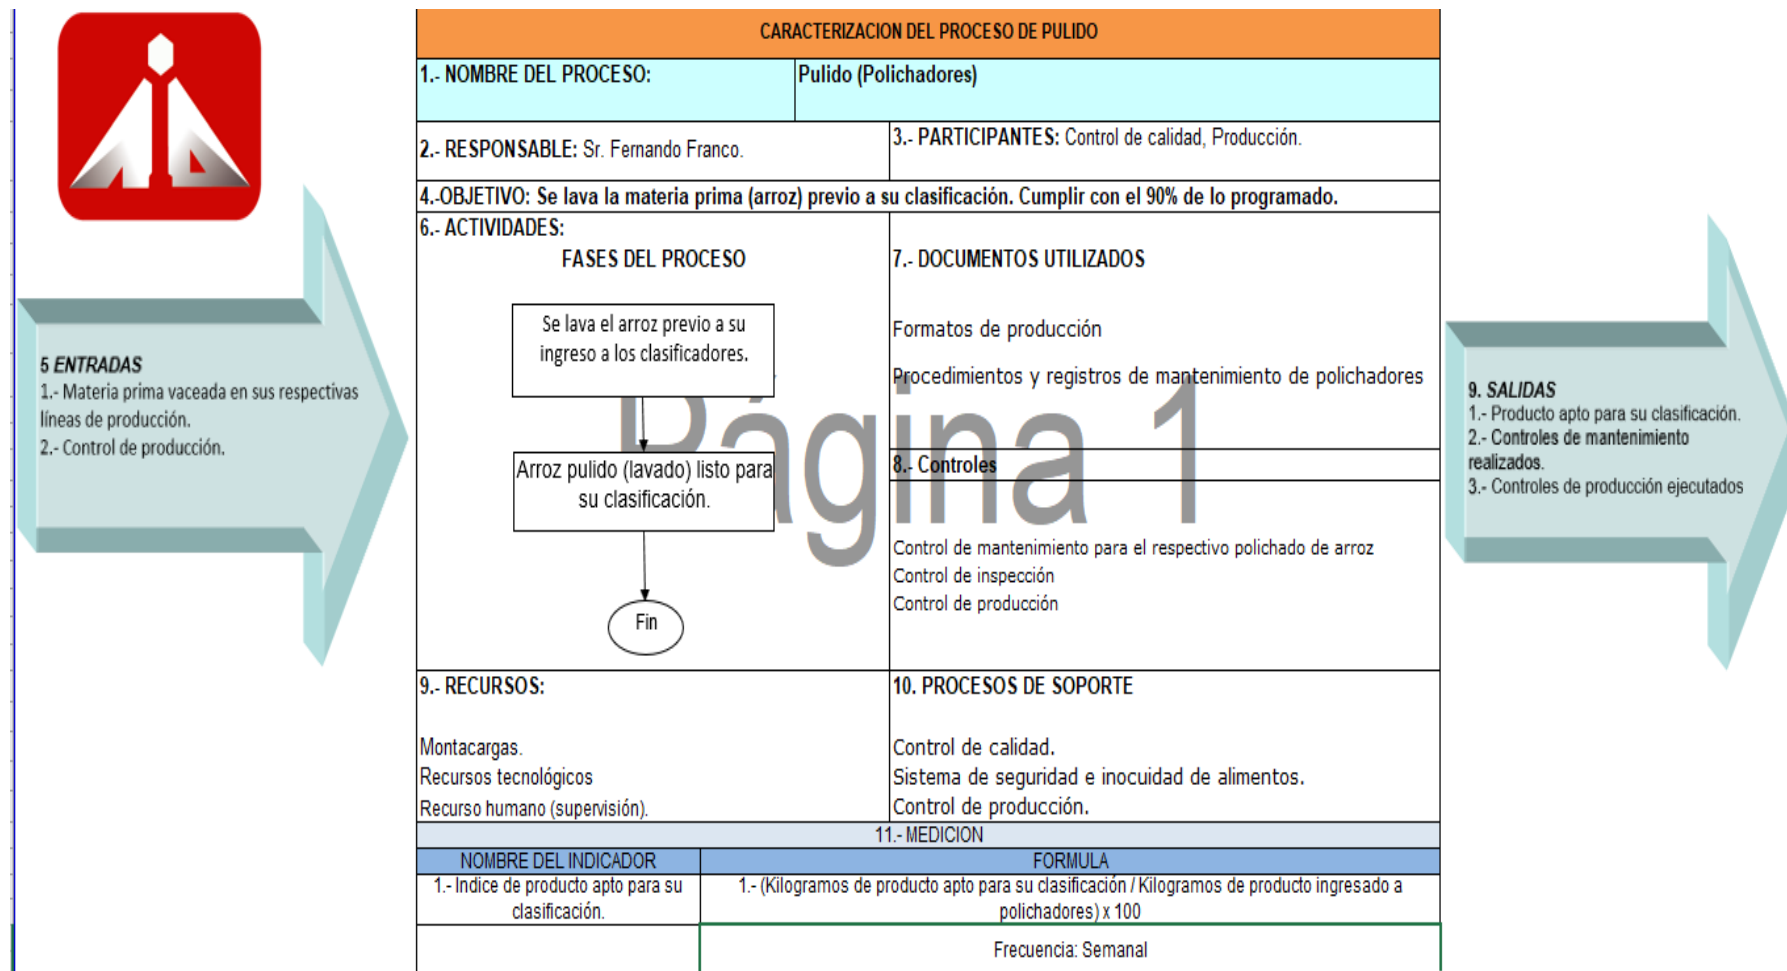 CARACTERIZACION DEL PROCESO DE PULIDO
1.- NOMBRE DEL PROCESO:
Pulido (Polichadores)
2.- RESPONSABLE: Sr. Fernando Franco.
3.- PARTICIPANTES: Control de calidad, Producción.
4.-OBJETIVO: Se lava la materia prima (arroz) previo a su clasificación. Cumplir con el 90% de lo programado.
5 ENTRADAS
1.- Materia prima vaceada en sus respectivas
líneas de producción.
2.- Control de producción.
6.- ACTIVIDADES:
FASES DEL PROCESO
Se lava el arroz previo a su
ingreso a los clasificadores.
Arroz pulido (lavado) listo para
su clasificación.
Fin
7.- DOCUMENTOS UTILIZADOS
Formatos de producción
Procedimientos y registros de mantenimiento de polichadores
Página 1
8.- Controles
Control de mantenimiento para el respectivo polichado de arroz
Control de inspección
Control de producción
9. SALIDAS
1.- Producto apto para su clasificación.
2.- Controles de mantenimiento
realizados.
3.- Controles de producción ejecutados
9.- RECURSOS:
Montacargas.
Recursos tecnológicos
Recurso humano (supervisión).
10. PROCESOS DE SOPORTE
Control de calidad.
Sistema de seguridad e inocuidad de alimentos.
Control de producción.
11.- MEDICION
NOMBRE DEL INDICADOR
FORMULA
1.- Indice de producto apto para su
clasificación.
1.- (Kilogramos de producto apto para su clasificación / Kilogramos de producto ingresado a
polichadores) x 100
Frecuencia: Semanal